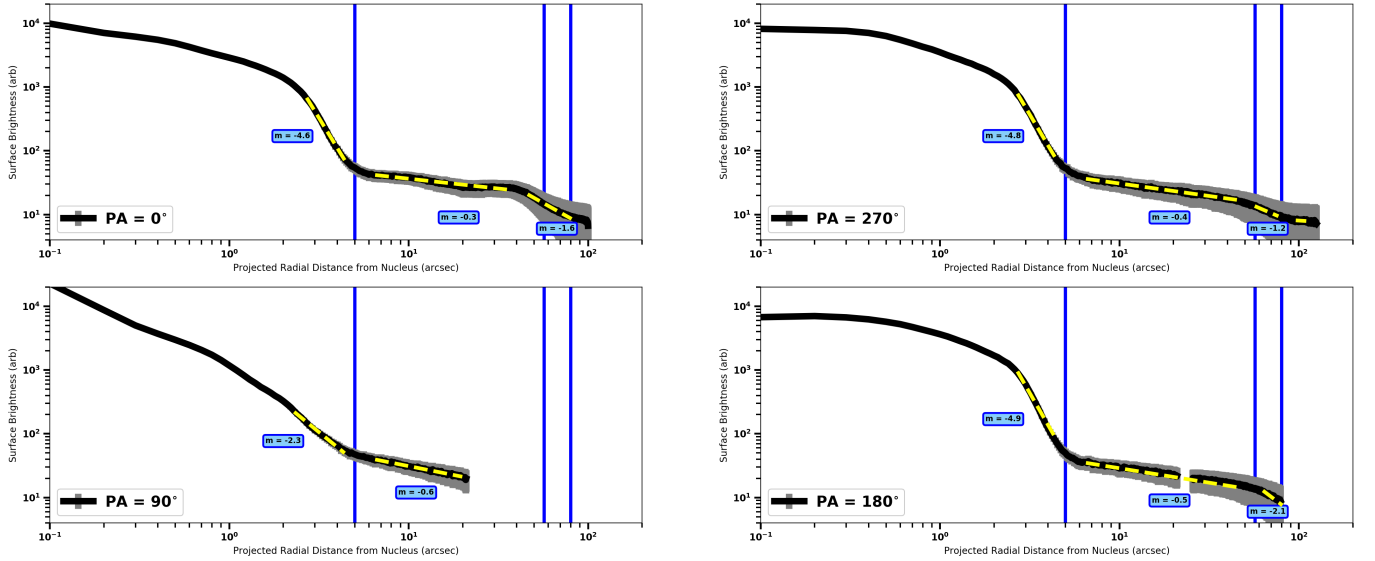 10⁴
10³
10²
10¹
Surface Brightness (arb)
m = -4.6
m = -0.3
m = -1.6
PA = 0°
10⁻¹
10⁰
10¹
10²
Projected Radial Distance from Nucleus (arcsec)
10⁴
10³
10²
10¹
Surface Brightness (arb)
m = -4.8
m = -0.4
m = -1.2
PA = 270°
10⁻¹
10⁰
10¹
10²
Projected Radial Distance from Nucleus (arcsec)
10⁴
10³
10²
10¹
Surface Brightness (arb)
m = -2.3
m = -0.6
PA = 90°
10⁻¹
10⁰
10¹
10²
Projected Radial Distance from Nucleus (arcsec)
10⁴
10³
10²
10¹
Surface Brightness (arb)
m = -4.9
m = -0.5
m = -2.1
PA = 180°
10⁻¹
10⁰
10¹
10²
Projected Radial Distance from Nucleus (arcsec)